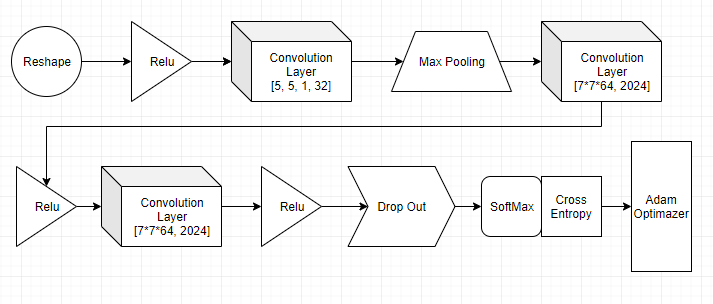 Reshape
Relu
Convolution
Layer
[5, 5, 1, 32]
Max Pooling
Convolution
Layer
[7*7*64, 2024]
Relu
Convolution
Layer
[7*7*64, 2024]
Relu
Drop Out
SoftMax
Cross
Entropy
Adam
Optimazer